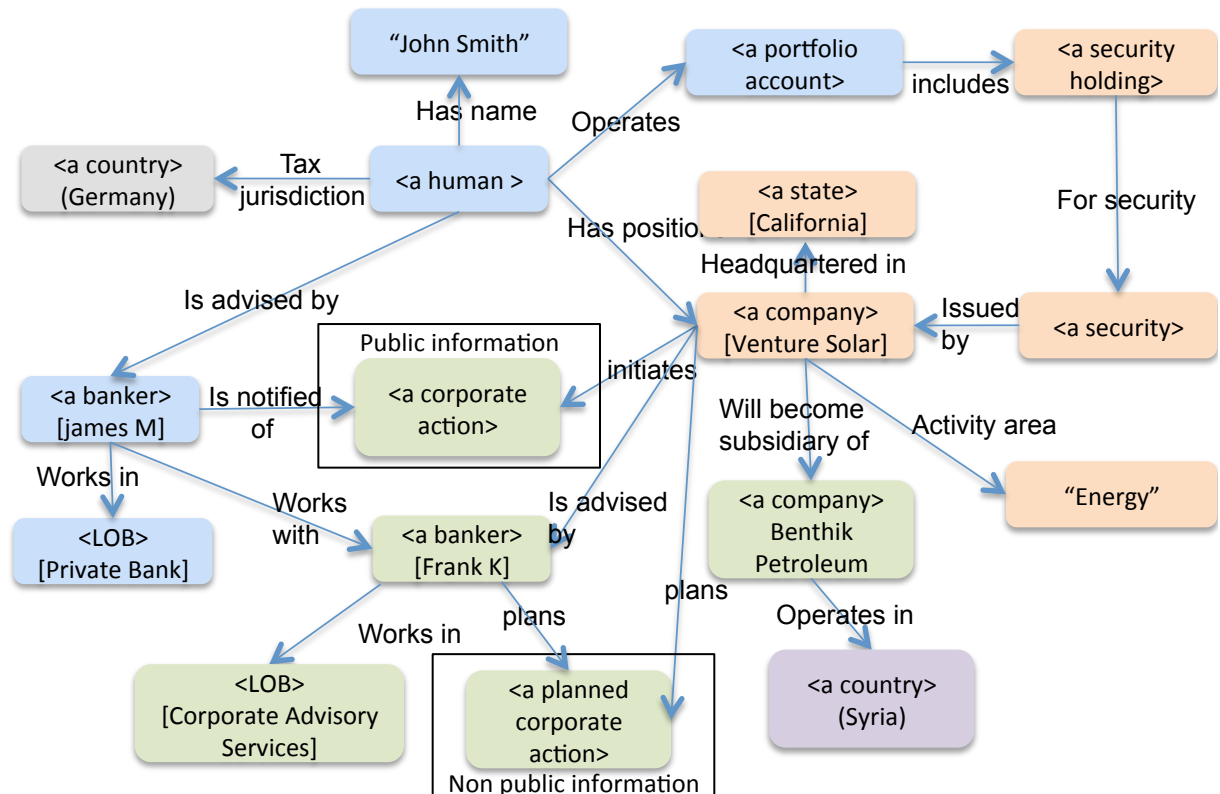 “John Smith”
<a portfolio
account>
includes
<a security
holding>
Has name
Operates
<a country>
(Germany)
Tax
jurisdiction
<a human >
<a state>
[California]
For security
Has position
Headquartered in
Is advised by
<a company>
[Venture Solar]
Issued
by
<a security>
Public information
<a corporate
action>
initiates
<a banker>
[james M]
Is notified
of
Will become
subsidiary of
Activity area
Works in
Works
with
Is advised
by
<a company>
Benthik
Petroleum
“Energy”
<LOB>
[Private Bank]
<a banker>
[Frank K]
plans
plans
Works in
Operates in
<LOB>
[Corporate Advisory
Services]
<a planned
corporate
action>
Non public information
<a country>
(Syria)